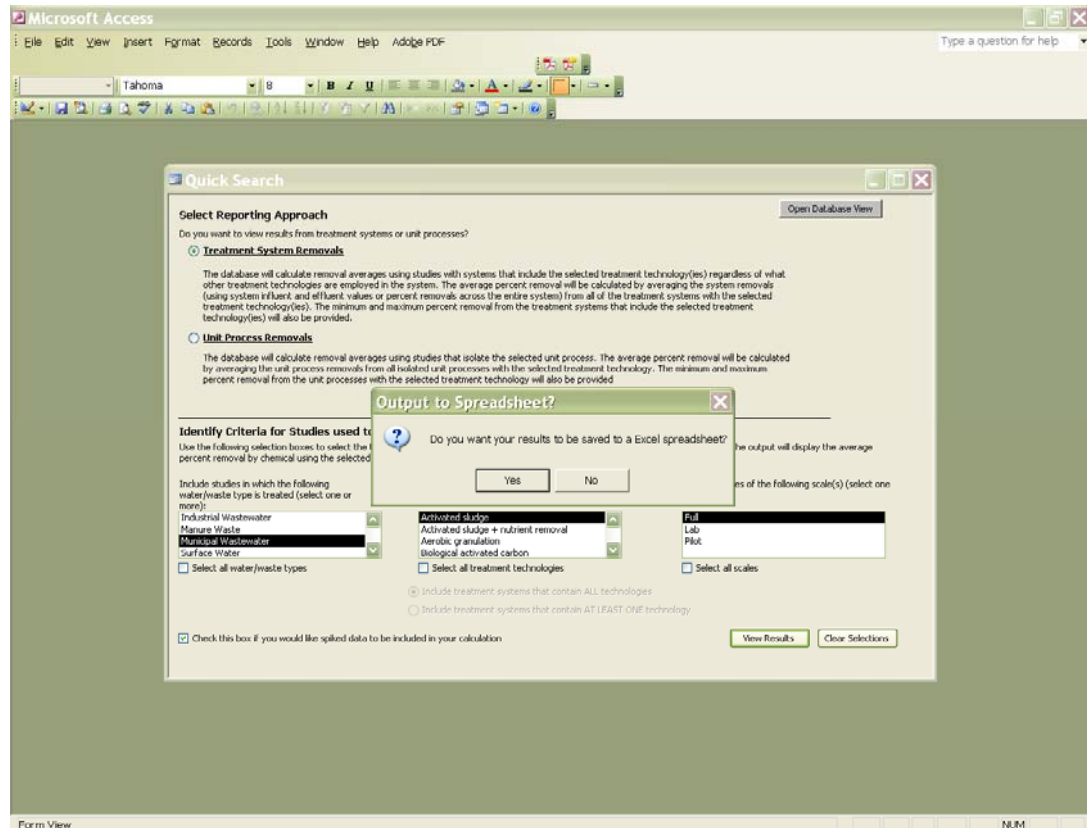 Microsoft Access
File Edit View Insert Format Records Tools Window Help Adobe PDF
Type a question for help
Tahoma 8 B I U
Quick Search
Open Database View
Select Reporting Approach
Do you want to view results from treatment systems or unit processes?
Treatment System Removals
The database will calculate removal averages using studies with systems that include the selected treatment technology(ies) regardless of what
other treatment technologies are employed in the system. The average percent removal will be calculated by averaging the system removals
(using system influent and effluent values or percent removals across the entire system) from all of the treatment systems with the selected
treatment technology(ies). The minimum and maximum percent removal from the treatment systems that include the selected treatment
technology(ies) will also be provided.
Unit Process Removals
The database will calculate removal averages using studies that isolate the selected unit process. The average percent removal will be calculated
by averaging the unit process removals from all isolated unit processes with the selected treatment technology. The minimum and maximum
percent removal from the unit processes with the selected treatment technology will also be provided
Output to Spreadsheet?
Do you want your results to be saved to a Excel spreadsheet?
Yes No
Identify Criteria for Studies used to
Use the following selection boxes to select the
he output will display the average
percent removal by chemical using the selected
Include studies in which the following
water/waste type is treated (select one or
more):
es of the following scale(s) (select one
Industrial Wastewater
Manure Waste
Municipal Wastewater
Surface Water
Select all water/waste types
Activated sludge
Activated sludge + nutrient removal
Aerobic granulation
Biological activated carbon
Select all treatment technologies
Full
Lab
Pilot
Select all scales
Include treatment systems that contain ALL technologies
Include treatment systems that contain AT LEAST ONE technology
Check this box if you would like spiked data to be included in your calculation
View Results Clear Selections
Form View
NUM